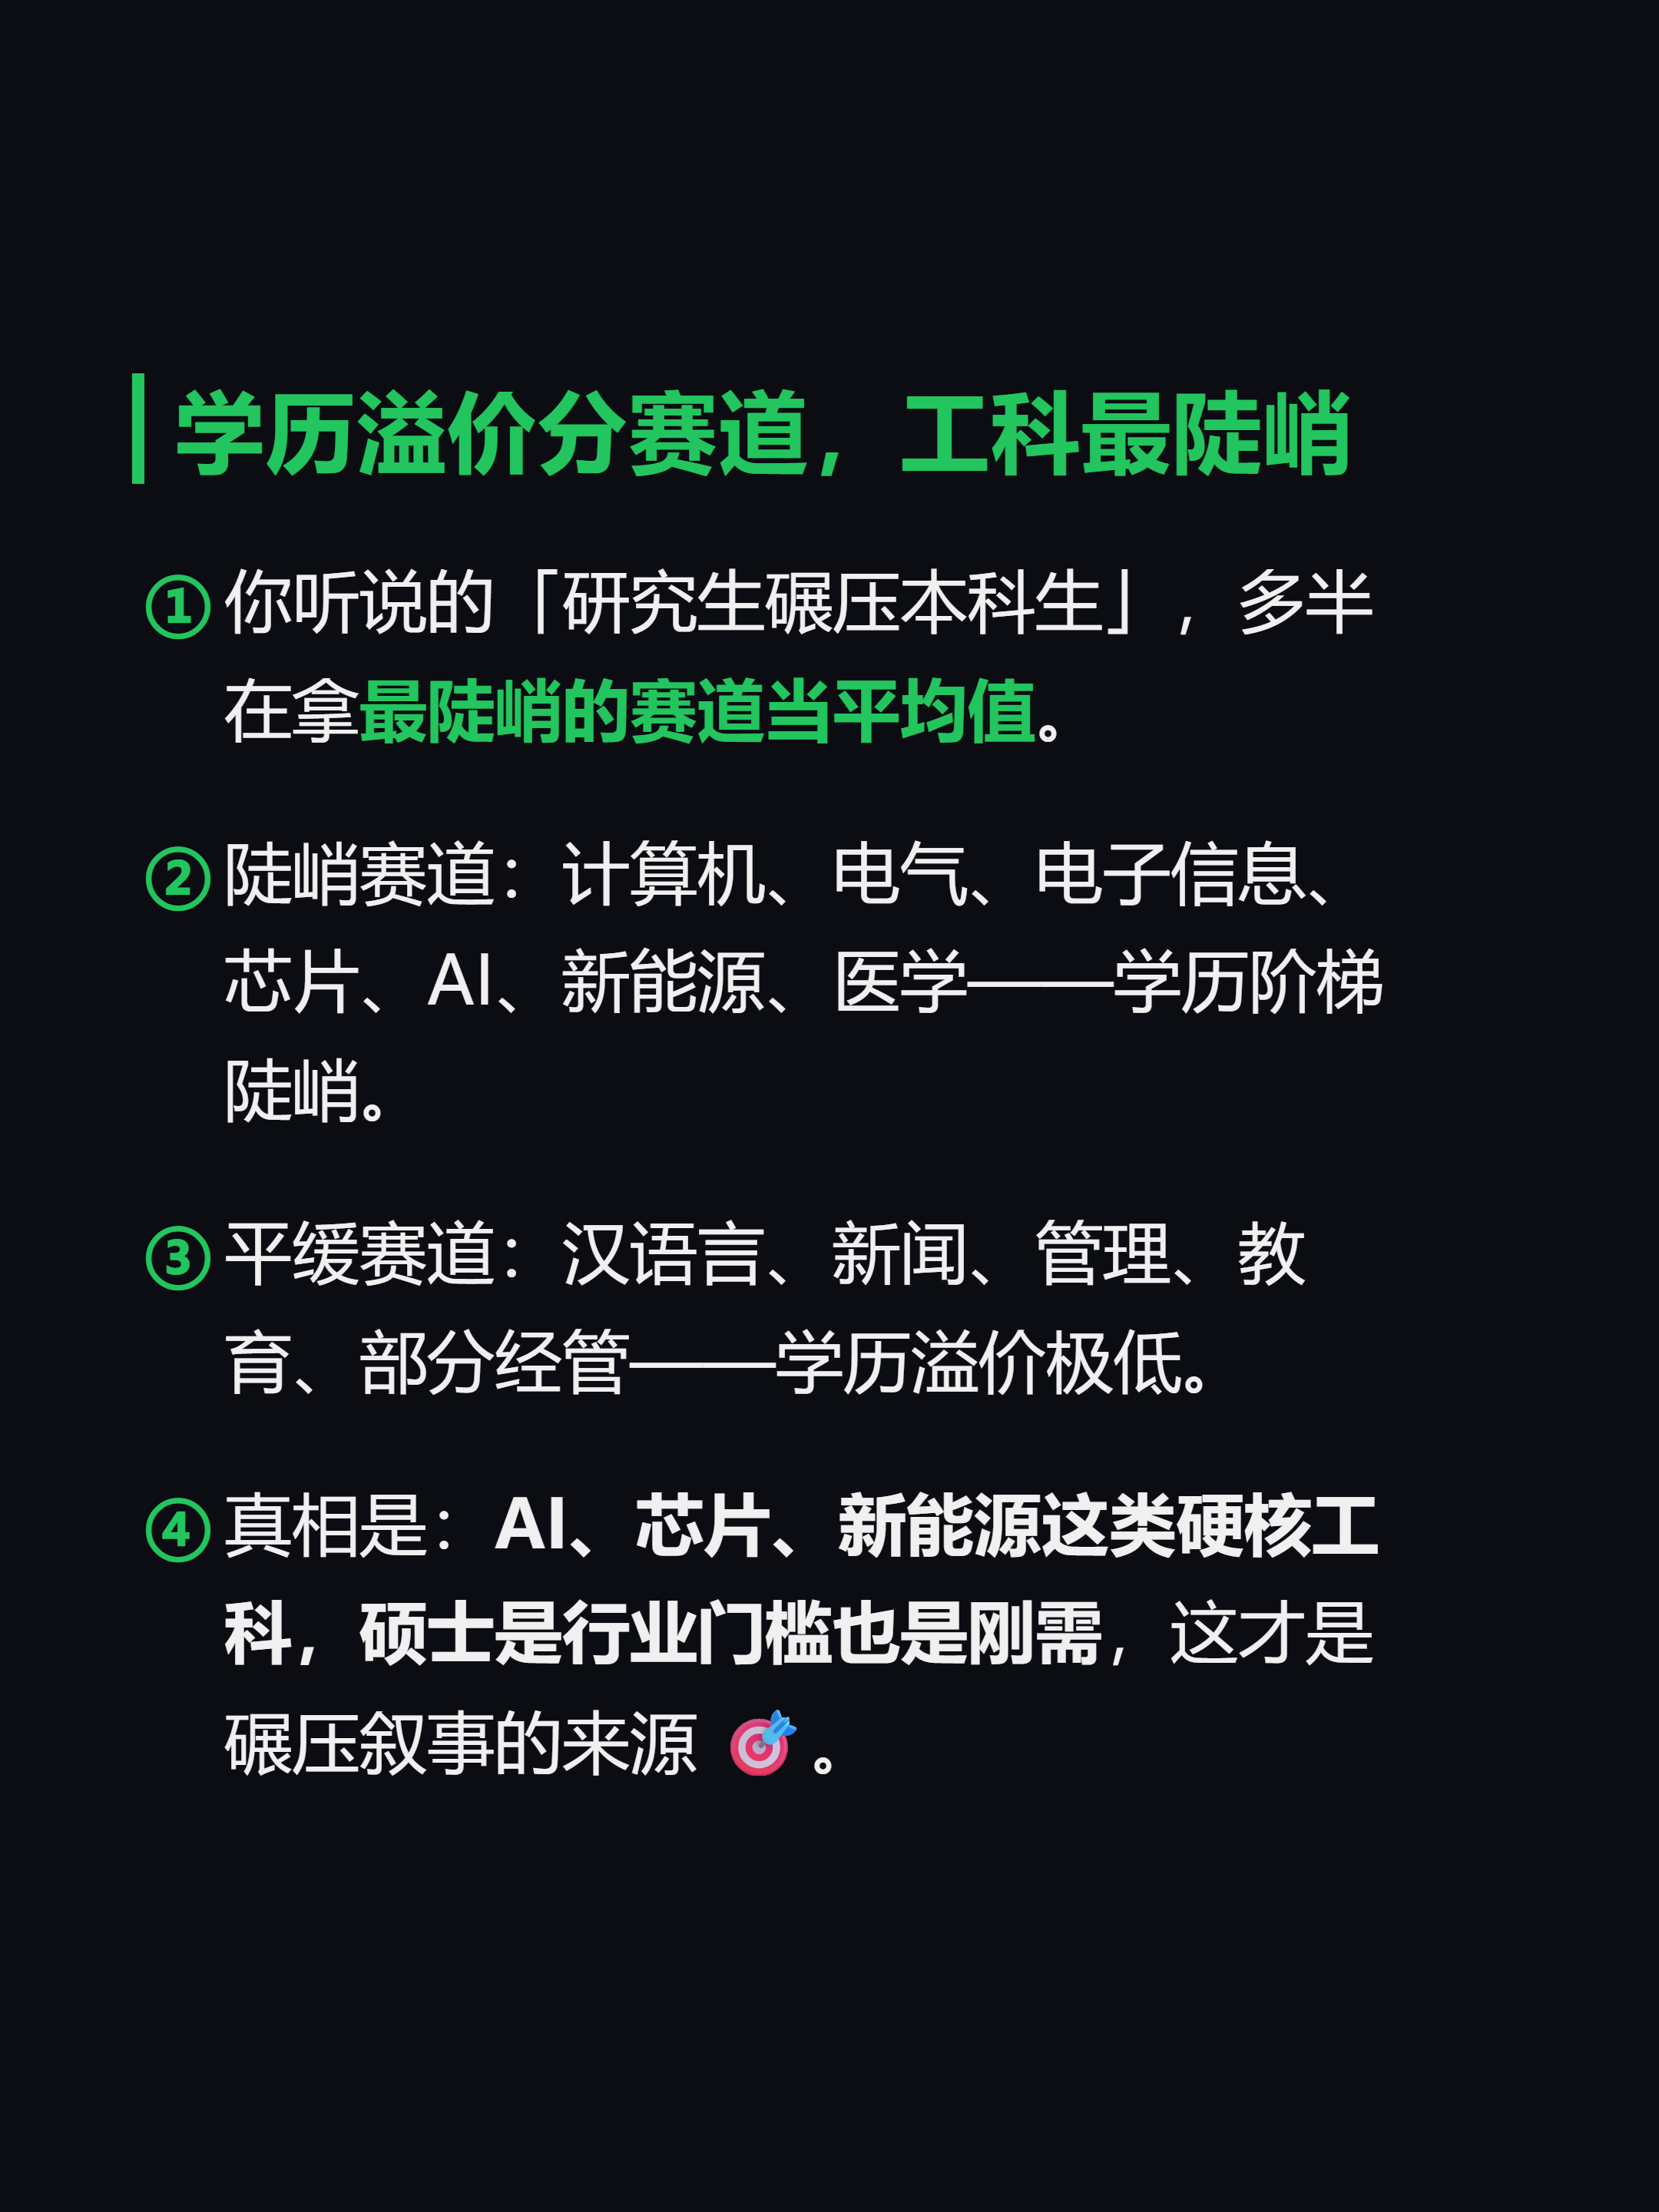 学历溢价分赛道，工科最陡峭
①你听说的「研究生碾压本科生」，多半
在拿最陡峭的赛道当平均值。
②陡峭赛道：计算机、电气、电子信息、
芯片、AI、新能源、医学——学历阶梯
陡峭。
③平缓赛道：汉语言、新闻、管理、教
育、部分经管——学历溢价极低。
④真相是：AI、芯片、新能源这类硬核工
科，硕士是行业门槛也是刚需，这才是
碾压叙事的来源 🎯。